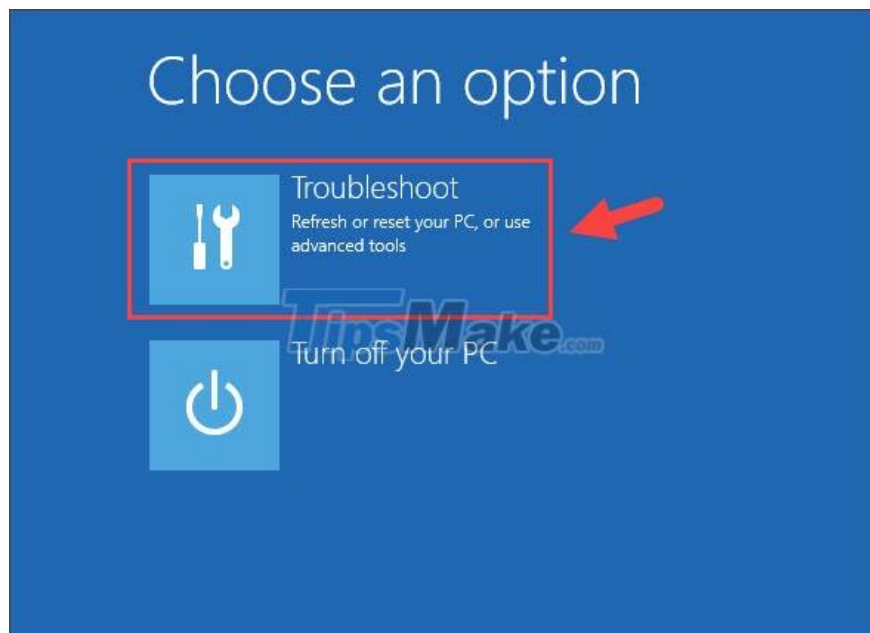 Choose an option
Troubleshoot
Refresh or reset your PC, or use
advanced tools
TipsMake.com
Turn off your PC